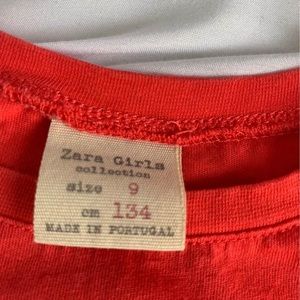 Zara Girls
collection
size 9
cm 134
MADE IN PORTUGAL